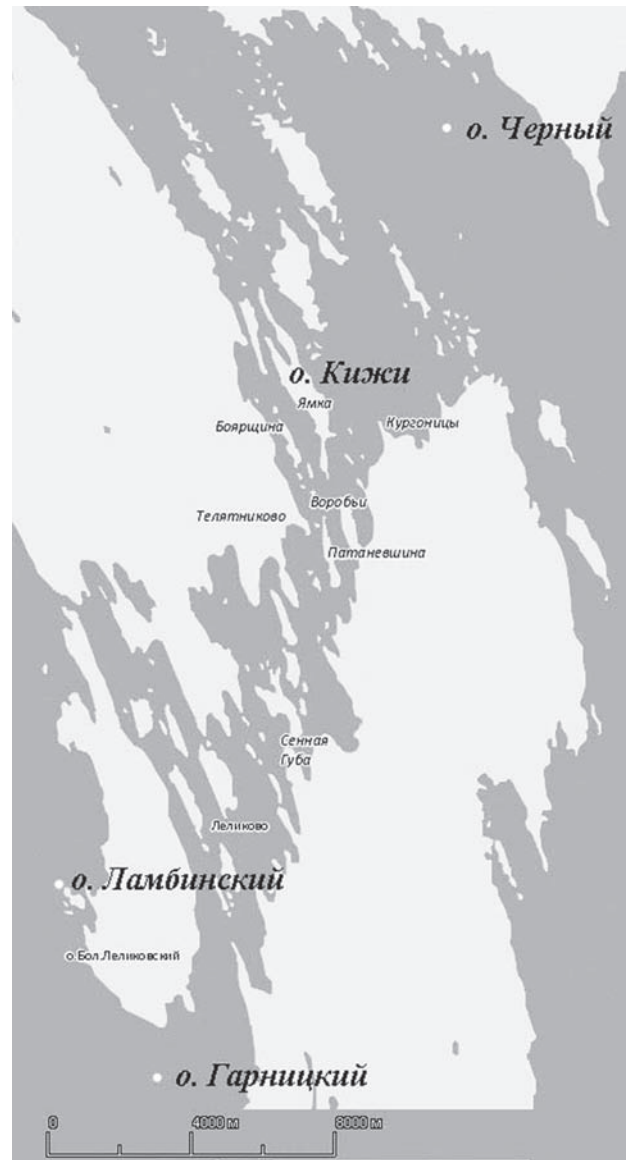 о. Черный
о. Кижи
Ямка
Боярщина
Кургоницы
Воробьи
Телятниково
Патаневшина
Сенная
Губа
Леликово
о. Ламбинский
о.Бол.Леликовский
о. Гарницкий
0 4000 м 8000 м